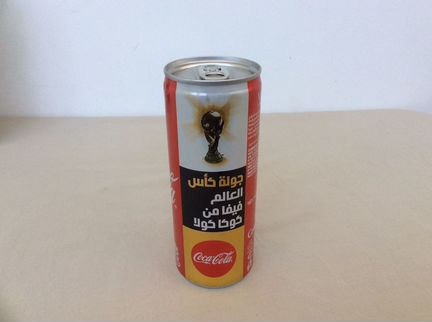 جولة كأس
العالم
فيفا من
كوكا كولا
Coca-Cola